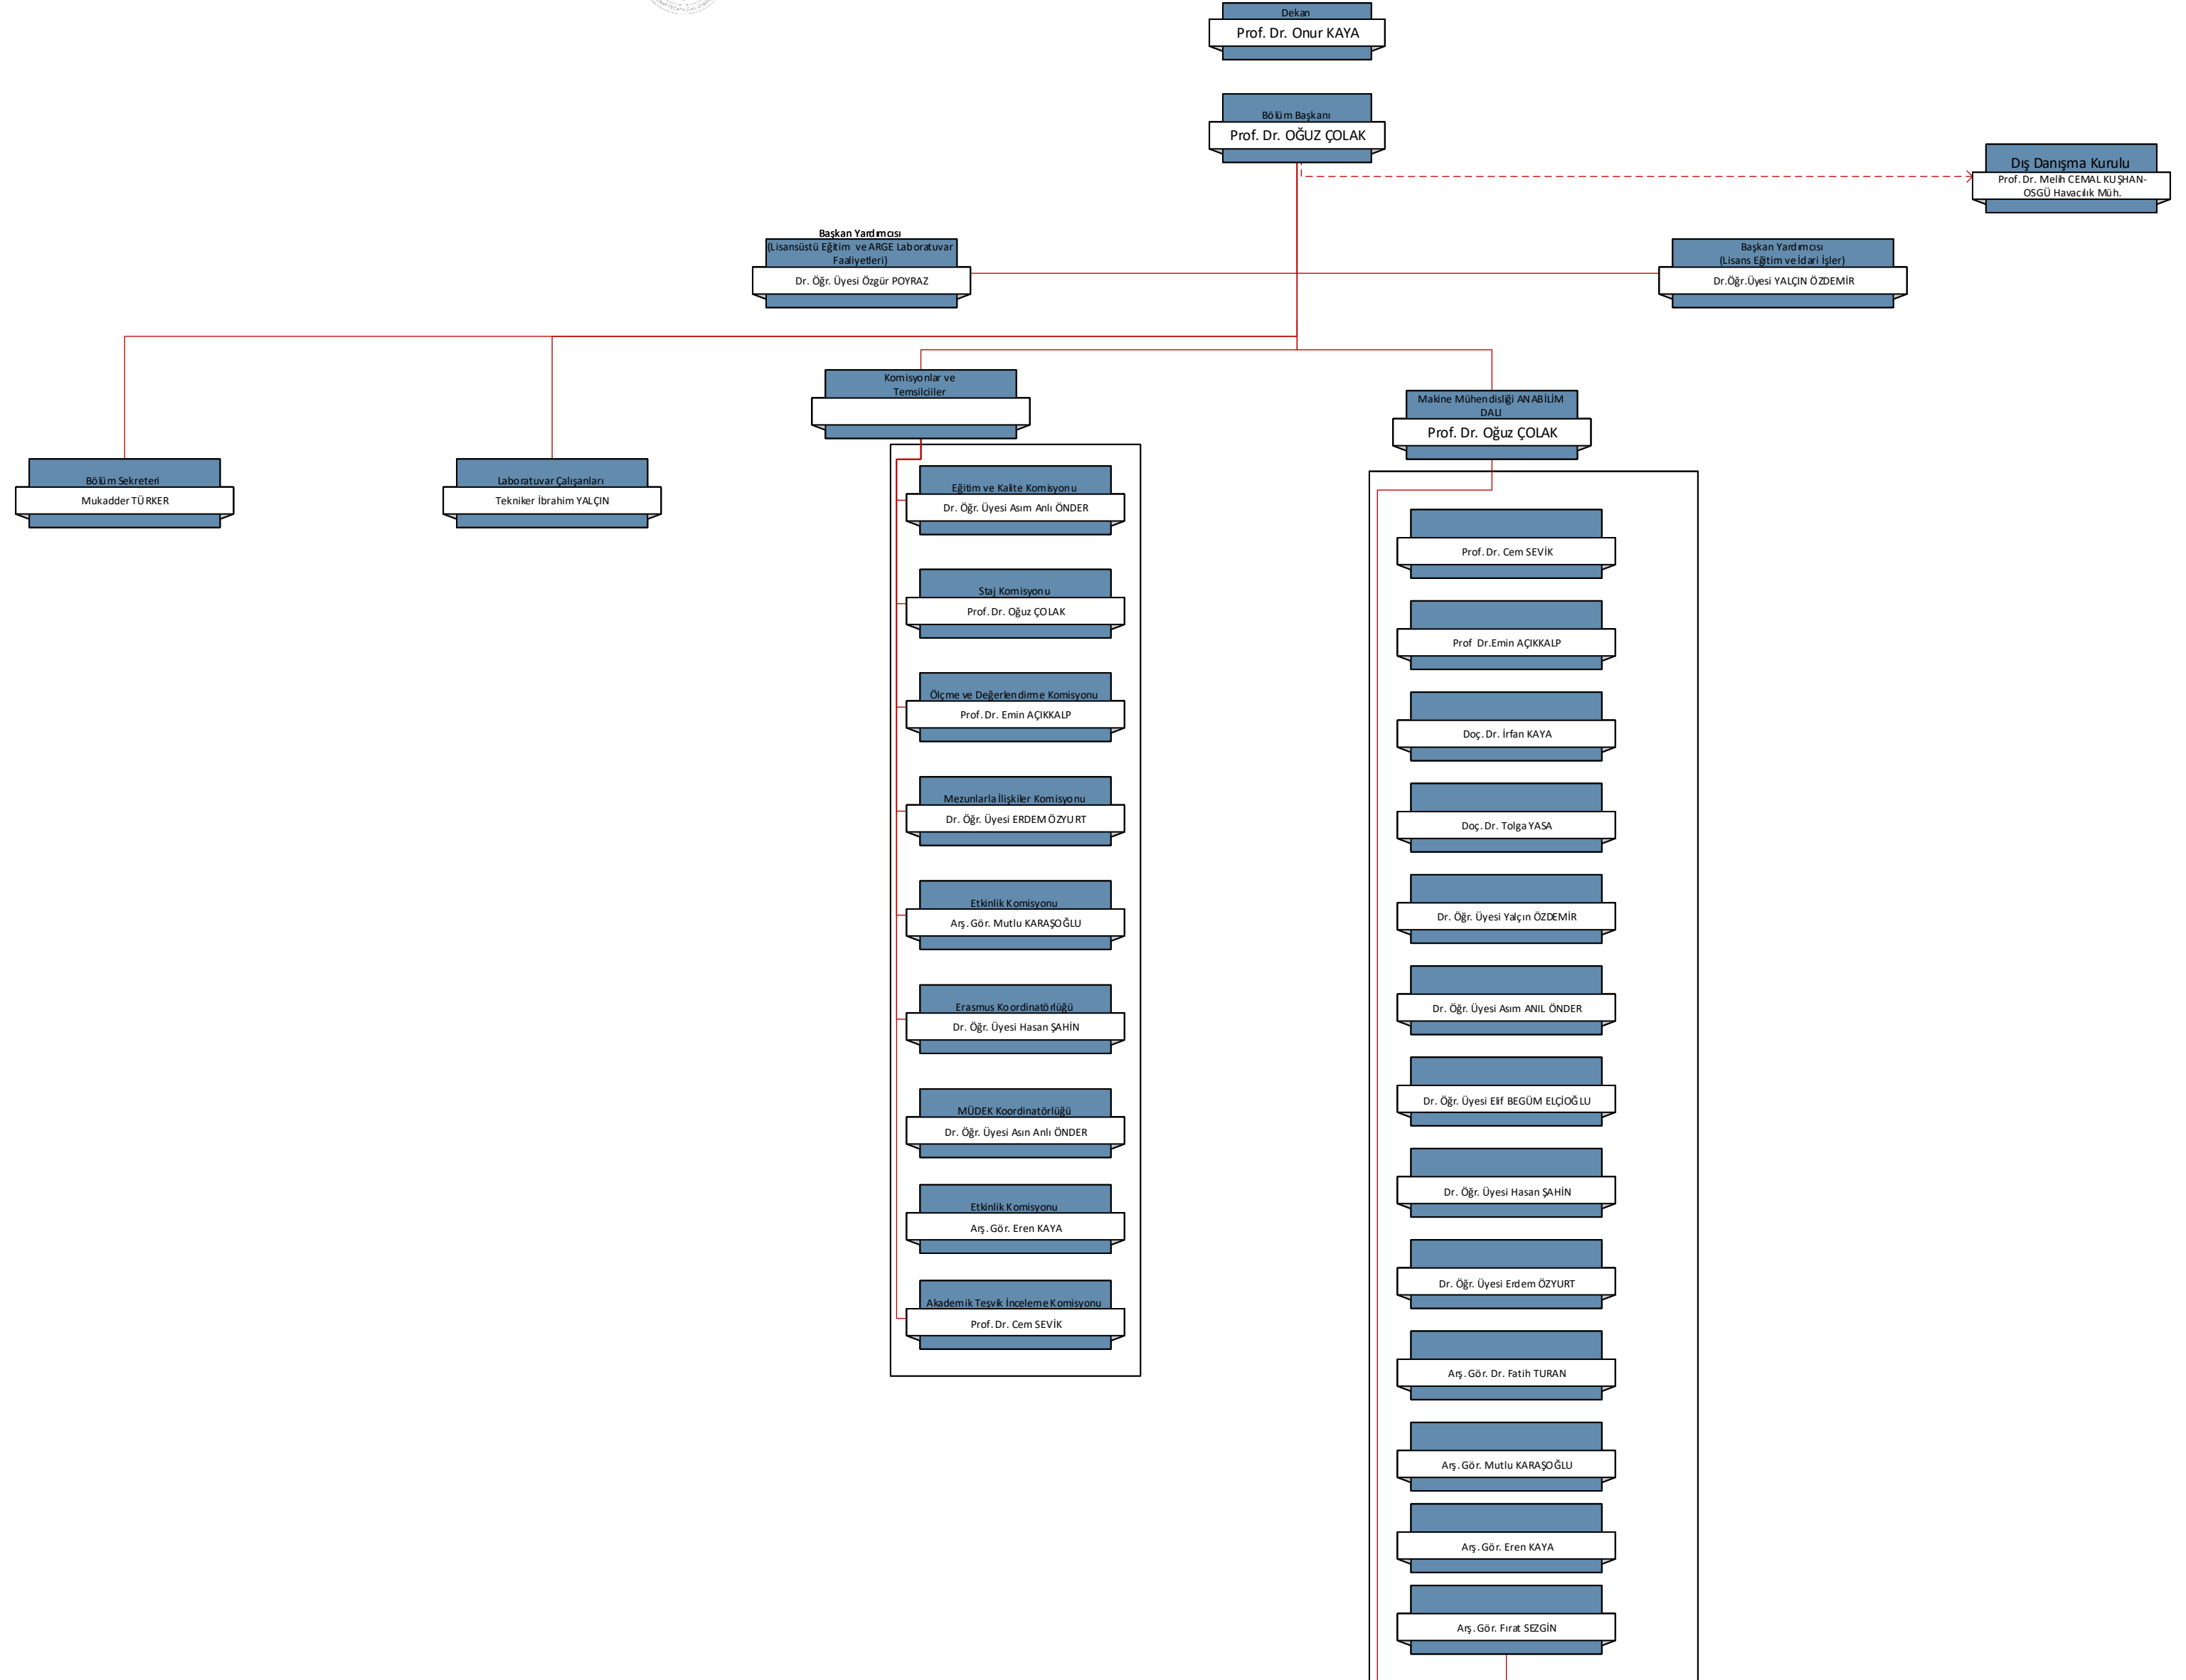 Dekan
Prof. Dr. Onur KAYA
Bölüm Başkanı
Prof. Dr. OĞUZ ÇOLAK
Dış Danışma Kurulu
Prof. Dr. Melih CEMAL KUŞHAN-
OSGÜ Havacılık Müh.
Başkan Yardımcısı
(Lisansüstü Eğitim ve ARGE Laboratuvar
Faaliyetleri)
Dr. Öğr. Üyesi Özgür POYRAZ
Başkan Yardımcısı
(Lisans Eğitim ve İdari İşler)
Dr.Öğr.Üyesi YALÇIN ÖZDEMİR
Bölüm Sekreteri
Mukadder TÜRKER
Laboratuvar Çalışanları
Tekniker İbrahim YALÇIN
Komisyonlar ve
Temsilciiler
Eğitim ve Kalite Komisyonu
Dr. Öğr. Üyesi Asım Anlı ÖNDER
Staj Komisyonu
Prof. Dr. Oğuz ÇOLAK
Ölçme ve Değerlendirme Komisyonu
Prof. Dr. Emin AÇIKKALP
Mezunlarla İlişkiler Komisyonu
Dr. Öğr. Üyesi ERDEM ÖZYURT
Etkinlik Komisyonu
Arş. Gör. Mutlu KARAŞOĞLU
Erasmus Koordinatörlüğü
Dr. Öğr. Üyesi Hasan ŞAHİN
MÜDEK Koordinatörlüğü
Dr. Öğr. Üyesi Asın Anlı ÖNDER
Etkinlik Komisyonu
Arş. Gör. Eren KAYA
Akademik Teşvik İnceleme Komisyonu
Prof. Dr. Cem SEVİK
Makine Mühendisliği ANABİLİM
DALI
Prof. Dr. Oğuz ÇOLAK
Prof. Dr. Cem SEVİK
Prof Dr.Emin AÇIKKALP
Doç. Dr. İrfan KAYA
Doç. Dr. Tolga YASA
Dr. Öğr. Üyesi Yalçın ÖZDEMİR
Dr. Öğr. Üyesi Asım ANIL ÖNDER
Dr. Öğr. Üyesi Elif BEGÜM ELÇİOĞLU
Dr. Öğr. Üyesi Hasan ŞAHİN
Dr. Öğr. Üyesi Erdem ÖZYURT
Arş. Gör. Dr. Fatih TURAN
Arş. Gör. Mutlu KARAŞOĞLU
Arş. Gör. Eren KAYA
Arş. Gör. Fırat SEZGİN